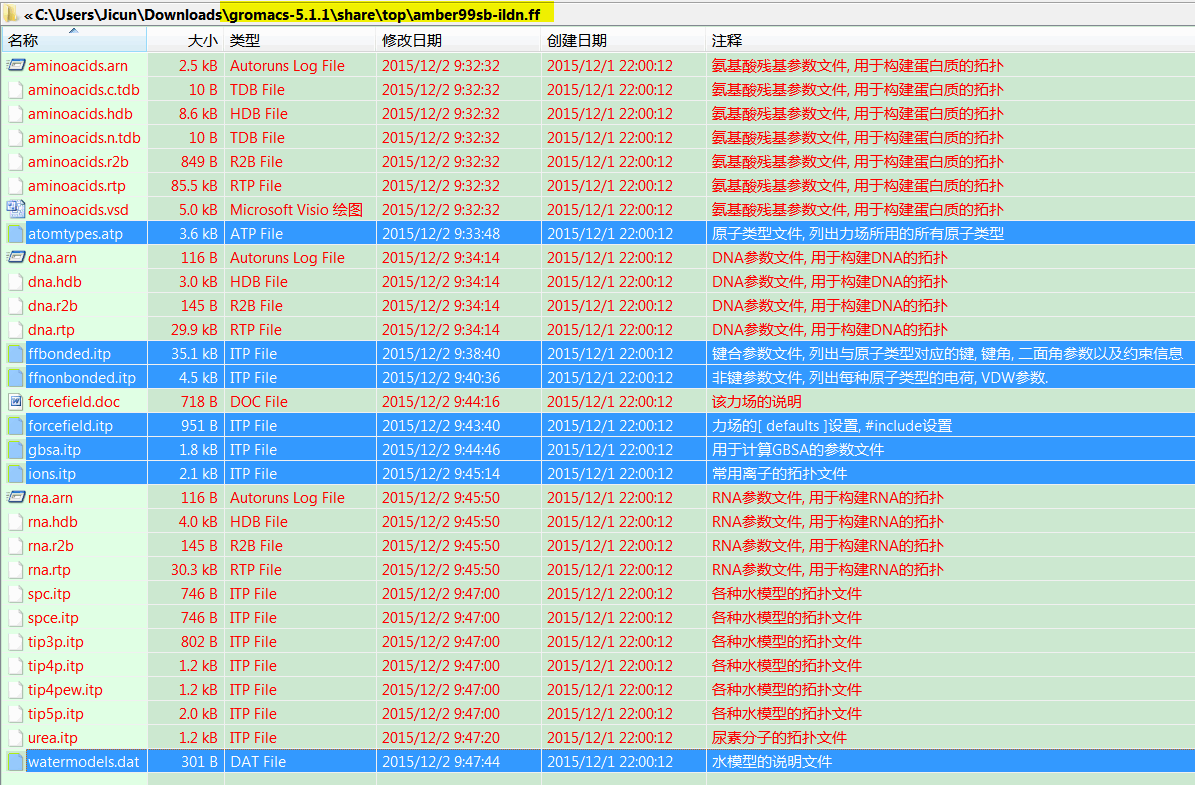 «C:\Users\Jicun\Downloads\gromacs-5.1.1\share\top\amber99sb-ildn.ff
名称 大小 类型 修改日期 创建日期 注释
aminoacids.arn 2.5 kB Autoruns Log File 2015/12/2 9:32:32 2015/12/1 22:00:12 氨基酸残基参数文件, 用于构建蛋白质的拓扑
aminoacids.c.tdb 10 B TDB File 2015/12/2 9:32:32 2015/12/1 22:00:12 氨基酸残基参数文件, 用于构建蛋白质的拓扑
aminoacids.hdb 8.6 kB HDB File 2015/12/2 9:32:32 2015/12/1 22:00:12 氨基酸残基参数文件, 用于构建蛋白质的拓扑
aminoacids.n.tdb 10 B TDB File 2015/12/2 9:32:32 2015/12/1 22:00:12 氨基酸残基参数文件, 用于构建蛋白质的拓扑
aminoacids.r2b 849 B R2B File 2015/12/2 9:32:32 2015/12/1 22:00:12 氨基酸残基参数文件, 用于构建蛋白质的拓扑
aminoacids.rtp 85.5 kB RTP File 2015/12/2 9:32:32 2015/12/1 22:00:12 氨基酸残基参数文件, 用于构建蛋白质的拓扑
aminoacids.vsd 5.0 kB Microsoft Visio 绘图 2015/12/2 9:32:32 2015/12/1 22:00:12 氨基酸残基参数文件, 用于构建蛋白质的拓扑
atomtypes.atp 3.6 kB ATP File 2015/12/2 9:33:48 2015/12/1 22:00:12 原子类型文件, 列出力场所用的所有原子类型
dna.arn 116 B Autoruns Log File 2015/12/2 9:34:14 2015/12/1 22:00:12 DNA参数文件, 用于构建DNA的拓扑
dna.hdb 3.0 kB HDB File 2015/12/2 9:34:14 2015/12/1 22:00:12 DNA参数文件, 用于构建DNA的拓扑
dna.r2b 145 B R2B File 2015/12/2 9:34:14 2015/12/1 22:00:12 DNA参数文件, 用于构建DNA的拓扑
dna.rtp 29.9 kB RTP File 2015/12/2 9:34:14 2015/12/1 22:00:12 DNA参数文件, 用于构建DNA的拓扑
ffbonded.itp 35.1 kB ITP File 2015/12/2 9:38:40 2015/12/1 22:00:12 键合参数文件, 列出与原子类型对应的键, 键角, 二面角参数以及约束信息
ffnonbonded.itp 4.5 kB ITP File 2015/12/2 9:40:36 2015/12/1 22:00:12 非键参数文件, 列出每种原子类型的电荷, VDW参数.
forcefield.doc 718 B DOC File 2015/12/2 9:44:16 2015/12/1 22:00:12 该力场的说明
forcefield.itp 951 B ITP File 2015/12/2 9:43:40 2015/12/1 22:00:12 力场的[ defaults ]设置, #include设置
gbsa.itp 1.8 kB ITP File 2015/12/2 9:44:46 2015/12/1 22:00:12 用于计算GBSA的参数文件
ions.itp 2.1 kB ITP File 2015/12/2 9:45:14 2015/12/1 22:00:12 常用离子的拓扑文件
rna.arn 116 B Autoruns Log File 2015/12/2 9:45:50 2015/12/1 22:00:12 RNA参数文件, 用于构建RNA的拓扑
rna.hdb 4.0 kB HDB File 2015/12/2 9:45:50 2015/12/1 22:00:12 RNA参数文件, 用于构建RNA的拓扑
rna.r2b 145 B R2B File 2015/12/2 9:45:50 2015/12/1 22:00:12 RNA参数文件, 用于构建RNA的拓扑
rna.rtp 30.3 kB RTP File 2015/12/2 9:45:50 2015/12/1 22:00:12 RNA参数文件, 用于构建RNA的拓扑
spc.itp 746 B ITP File 2015/12/2 9:47:00 2015/12/1 22:00:12 各种水模型的拓扑文件
spce.itp 746 B ITP File 2015/12/2 9:47:00 2015/12/1 22:00:12 各种水模型的拓扑文件
tip3p.itp 802 B ITP File 2015/12/2 9:47:00 2015/12/1 22:00:12 各种水模型的拓扑文件
tip4p.itp 1.2 kB ITP File 2015/12/2 9:47:00 2015/12/1 22:00:12 各种水模型的拓扑文件
tip4pew.itp 1.2 kB ITP File 2015/12/2 9:47:00 2015/12/1 22:00:12 各种水模型的拓扑文件
tip5p.itp 2.0 kB ITP File 2015/12/2 9:47:00 2015/12/1 22:00:12 各种水模型的拓扑文件
urea.itp 1.2 kB ITP File 2015/12/2 9:47:20 2015/12/1 22:00:12 尿素分子的拓扑文件
watermodels.dat 301 B DAT File 2015/12/2 9:47:44 2015/12/1 22:00:12 水模型的说明文件